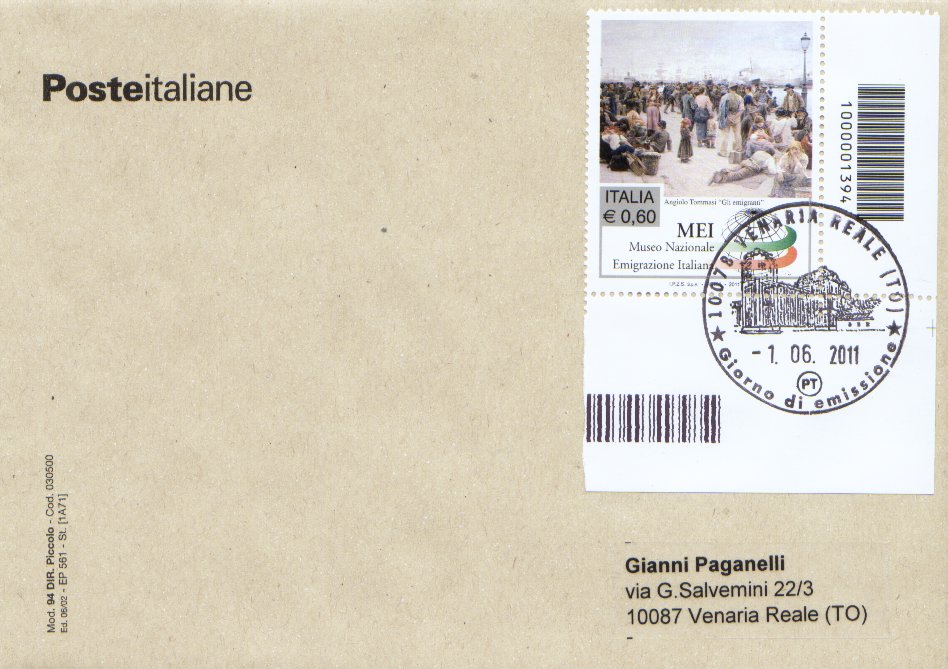 Posteitaliane
1000001394
ITALIA
€ 0,60
Angiolo Tommasi "Gli emigranti"
MEI
Museo Nazionale
Emigrazione Italiana
I.P.Z.S. S.p.A. 2011
10078 VENARIA REALE (TO)
-1. 06. 2011
PT
Giorno di emissione
Mod. 94 DIR. Piccolo - Cod. 030500
Ed. 06/02 - EP 561 - St. [1A71]
Gianni Paganelli
via G.Salvemini 22/3
10087 Venaria Reale (TO)